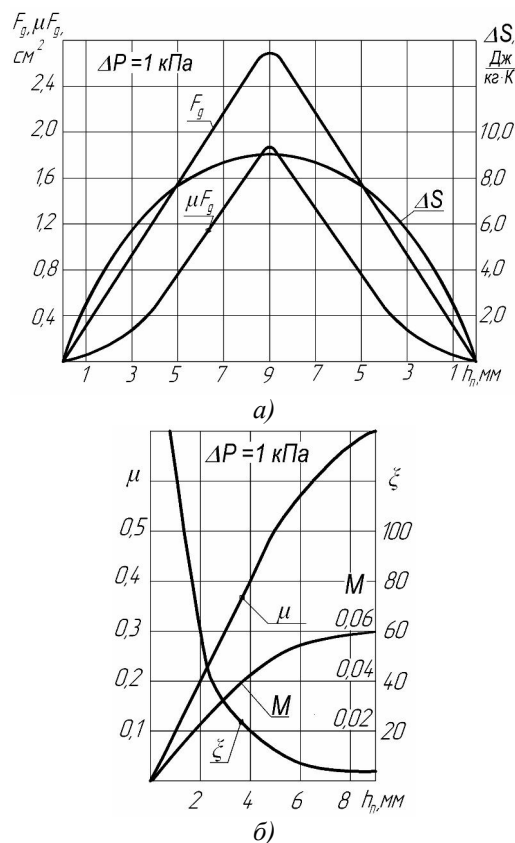 F_g, μF_g, см²
ΔP = 1 кПа
ΔS, Дж/кг·К
2,4
2,0
1,6
1,2
0,8
0,4
F_g
μF_g
ΔS
10,0
8,0
6,0
4,0
2,0
1 3 5 7 9 7 5 3 1 h_п, мм
а)
μ
ΔP = 1 кПа
ξ
0,5
0,4
0,3
0,2
0,1
μ
M
ξ
M
0,06
0,04
0,02
100
80
60
40
20
2 4 6 8 h_п, мм
б)